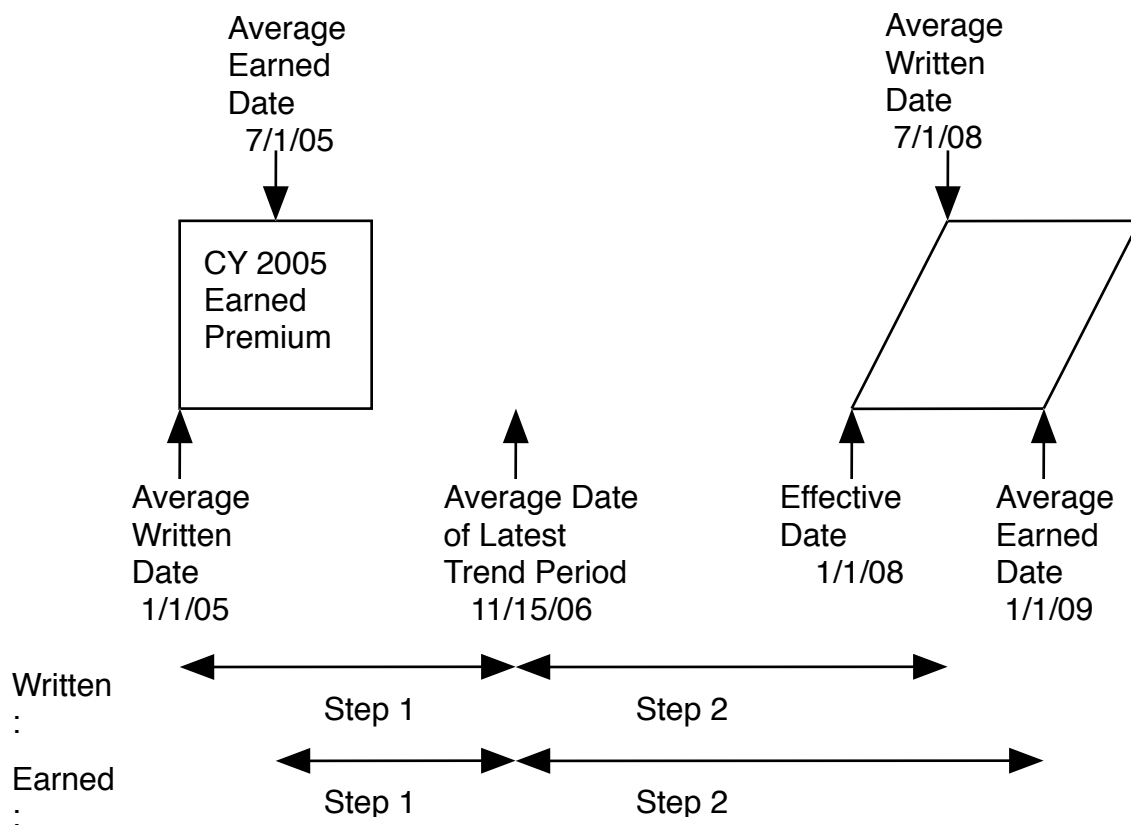 Average
Earned
Date
7/1/05
Average
Written
Date
7/1/08
CY 2005
Earned
Premium
Average
Written
Date
1/1/05
Average Date
of Latest
Trend Period
11/15/06
Effective
Date
1/1/08
Average
Earned
Date
1/1/09
Written
:
Step 1
Step 2
Earned
:
Step 1
Step 2